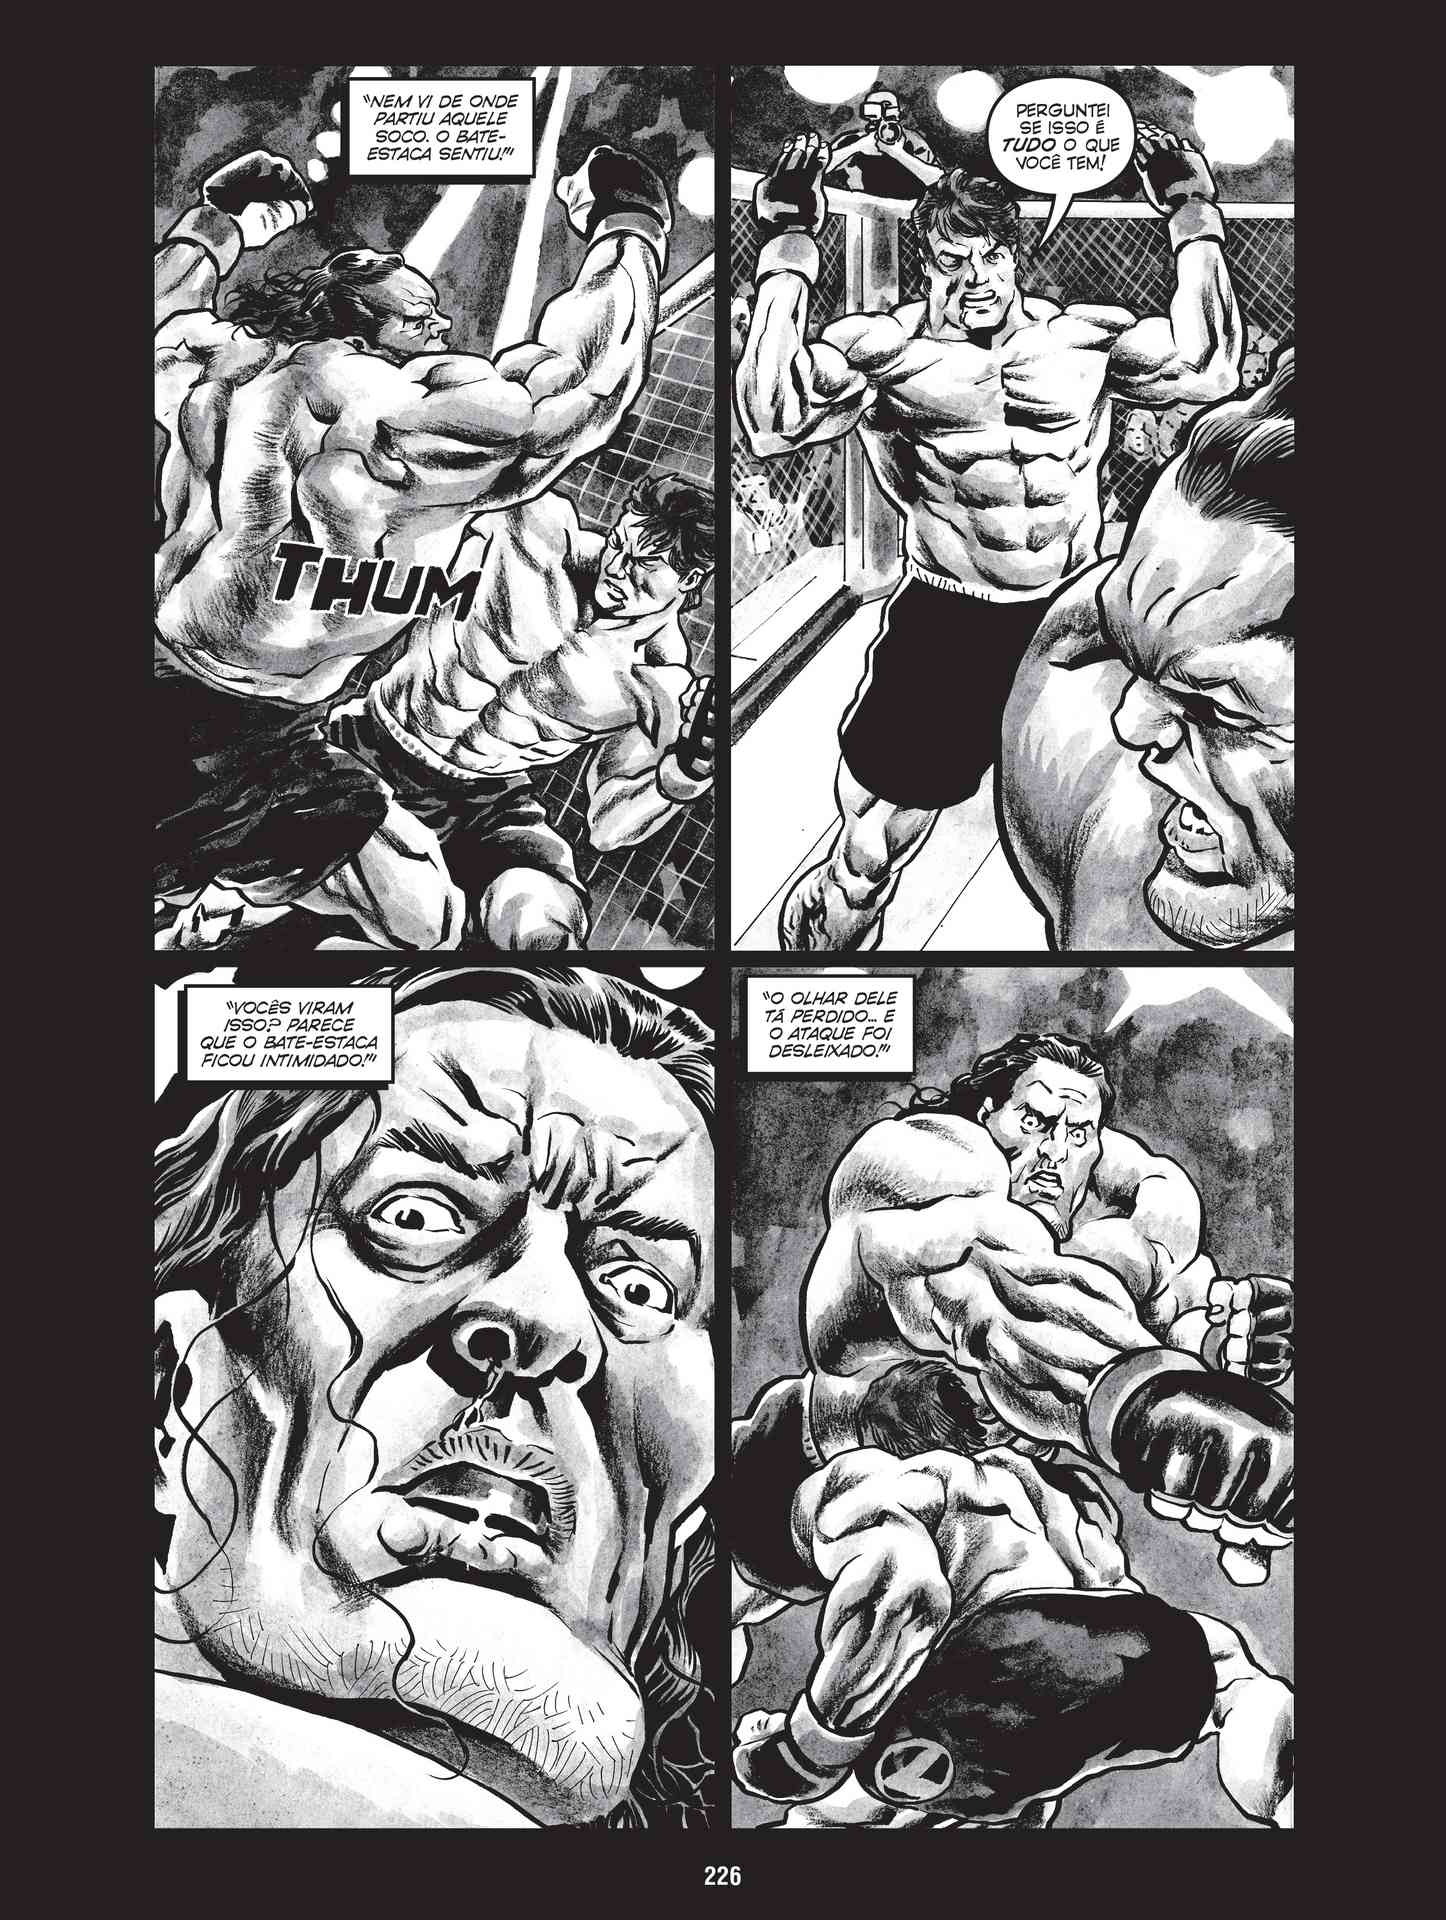 “NEM VI DE ONDE
PARTIU AQUELE
SOCO. O BATE-
ESTACA SENTIU!”
THUM
PERGUNTEI
SE ISSO É
TUDO O QUE
VOCÊ TEM!
“VOCÊS VIRAM
ISSO? PARECE
QUE O BATE-ESTACA
FICOU INTIMIDADO.”
“O OLHAR DELE
TÁ PERDIDO... E
O ATAQUE FOI
DESLEIXADO.”
Z
226